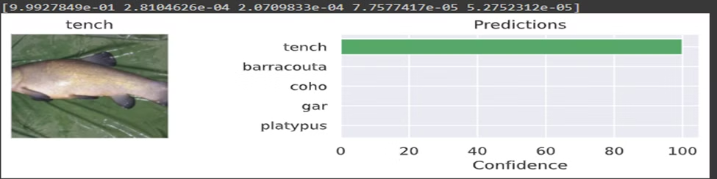 [9.9927849e-01 2.8104626e-04 2.0709833e-04 7.7577417e-05 5.2752312e-05]
tench
Predictions
tench
barracouta
coho
gar
platypus
0 20 40 60 80 100
Confidence